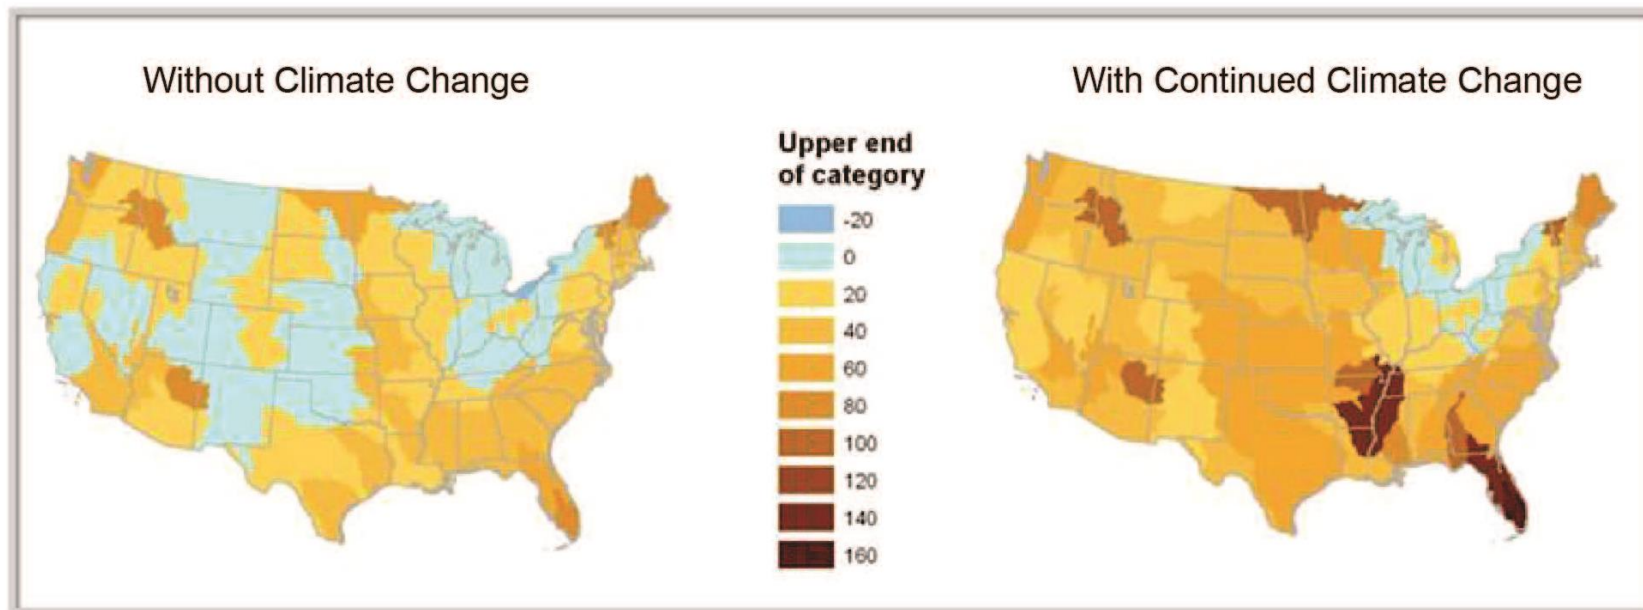 Without Climate Change
With Continued Climate Change
Upper end
of category
-20
0
20
40
60
80
100
120
140
160